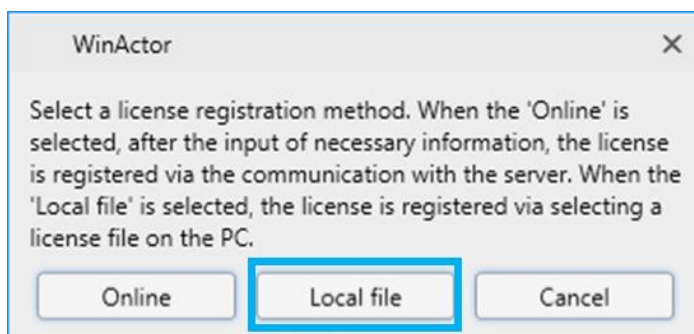 WinActor
Select a license registration method. When the 'Online' is
selected, after the input of necessary information, the license
is registered via the communication with the server. When the
'Local file' is selected, the license is registered via selecting a
license file on the PC.
Online Local file Cancel